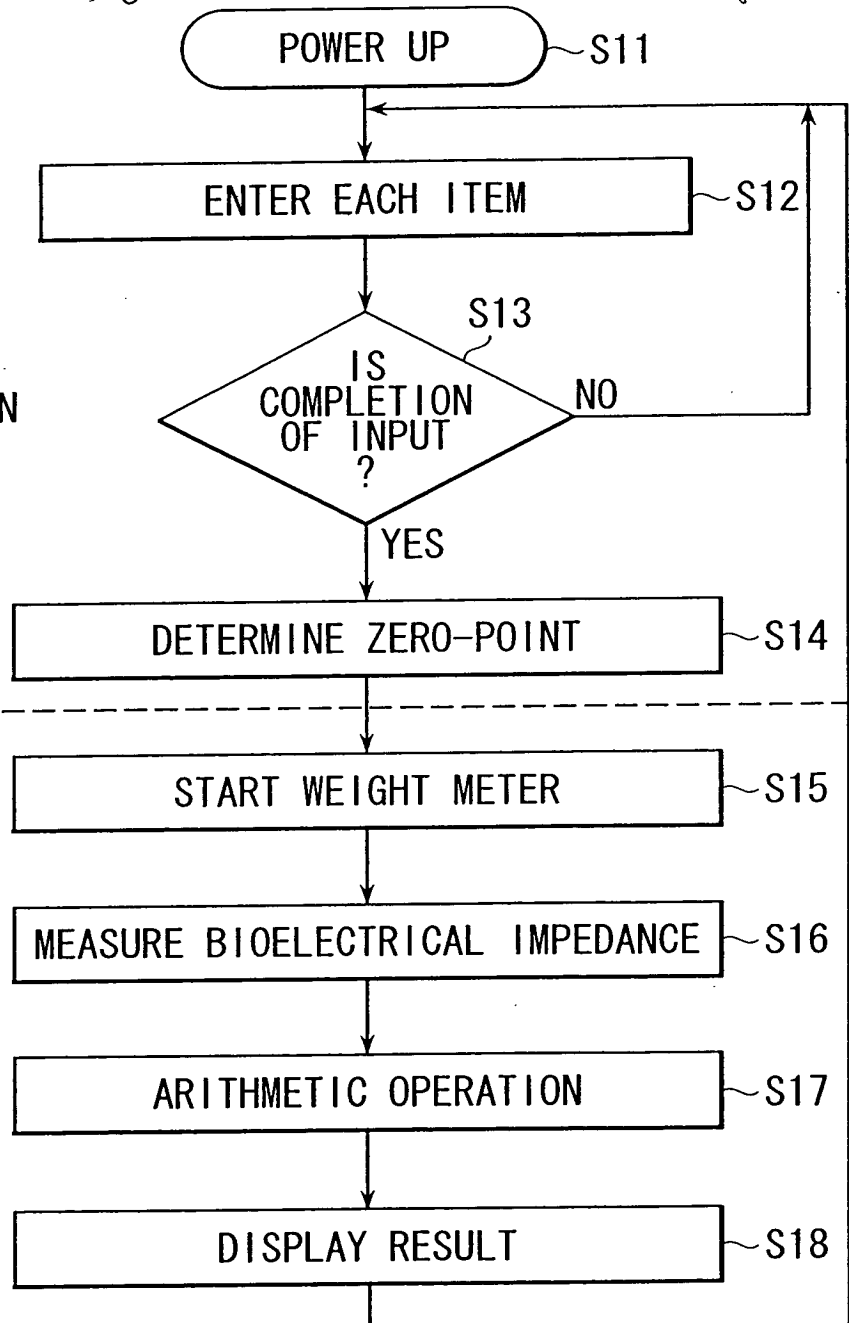 POWER UP
S11
ENTER EACH ITEM
S12
S13
IS
COMPLETION
OF INPUT
?
NO
N
YES
DETERMINE ZERO-POINT
S14
START WEIGHT METER
S15
MEASURE BIOELECTRICAL IMPEDANCE
S16
ARITHMETIC OPERATION
S17
DISPLAY RESULT
S18